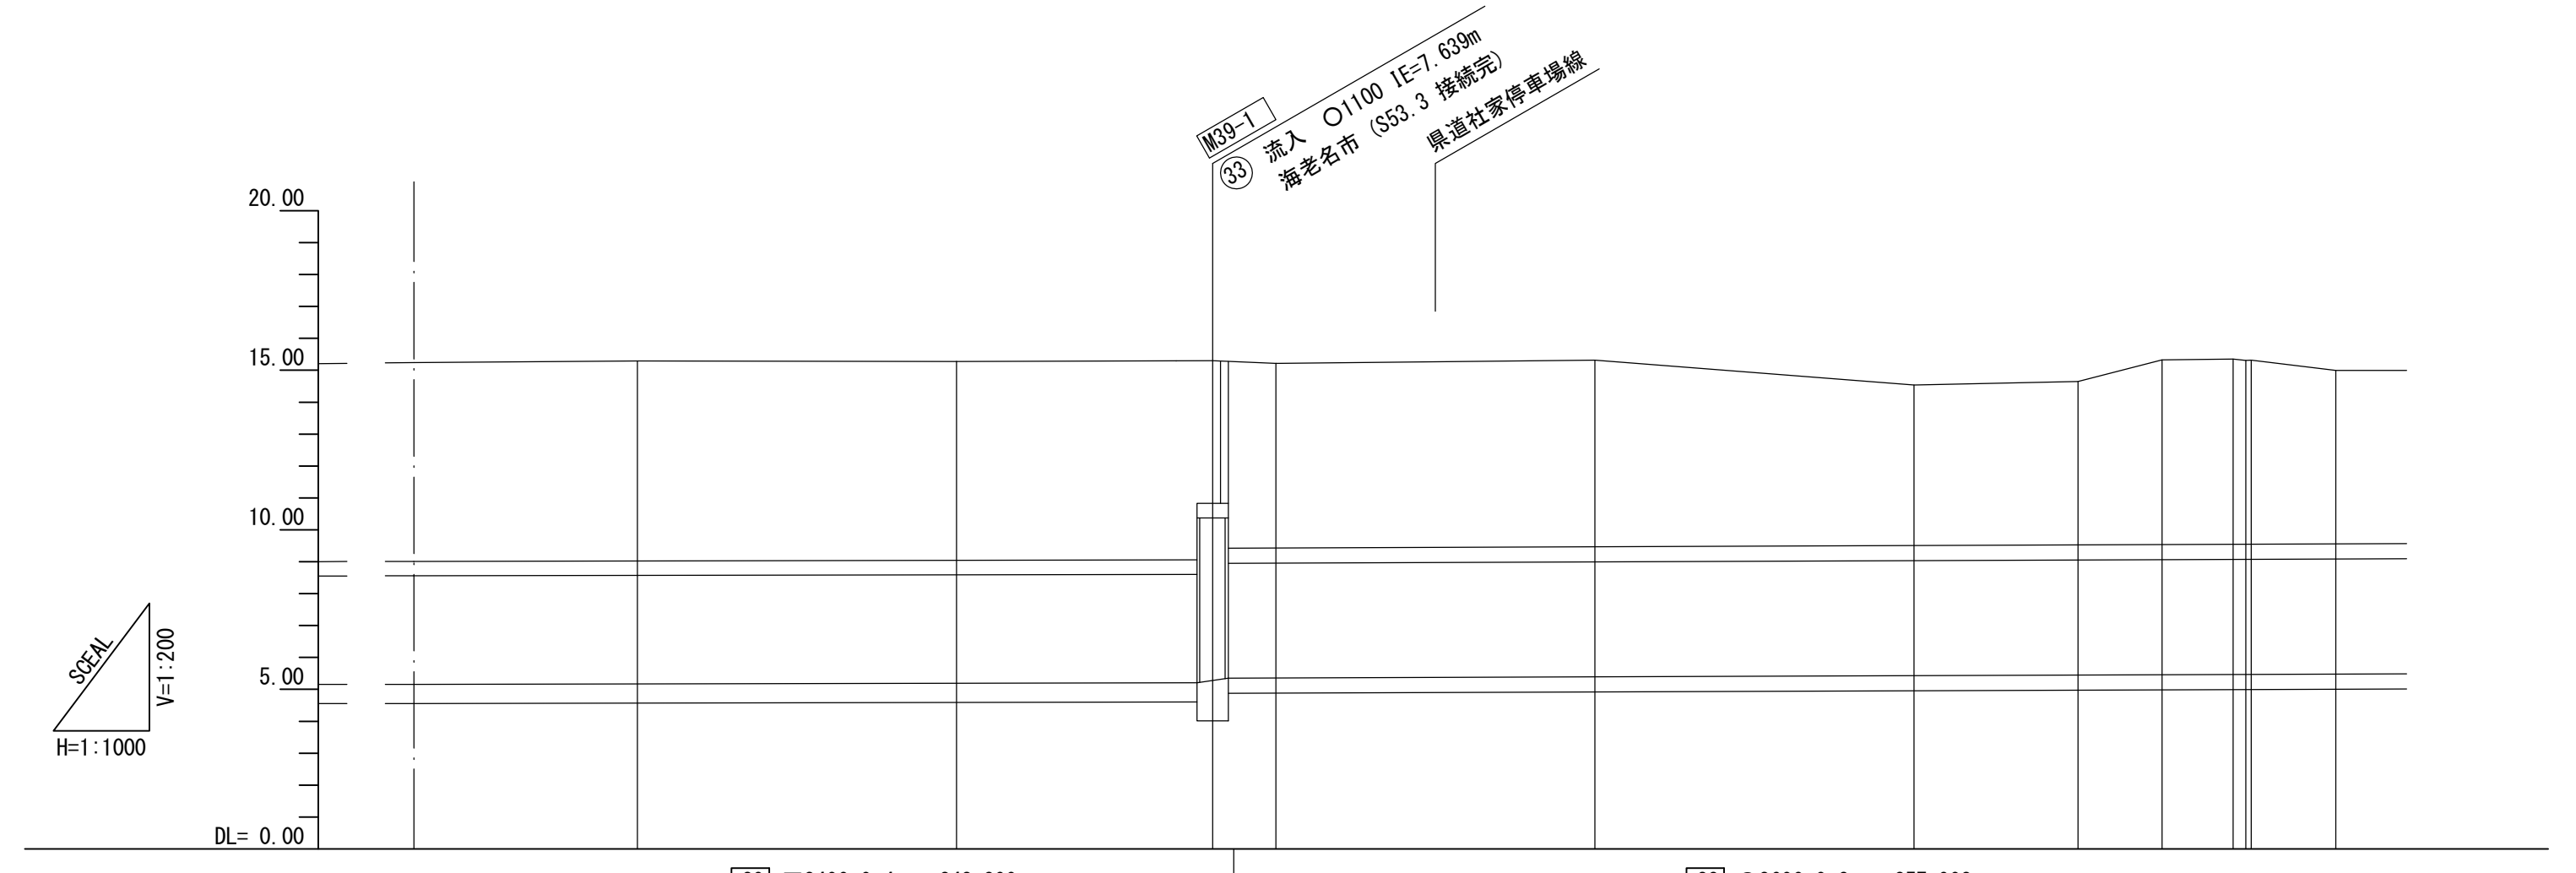 M39-1
33 流入 ○1100 IE=7.639m
海老名市 (S53.3 接続完)
県道社家停車場線
20.00
15.00
10.00
5.00
DL= 0.00
SCEAL
V=1:200
H=1:1000